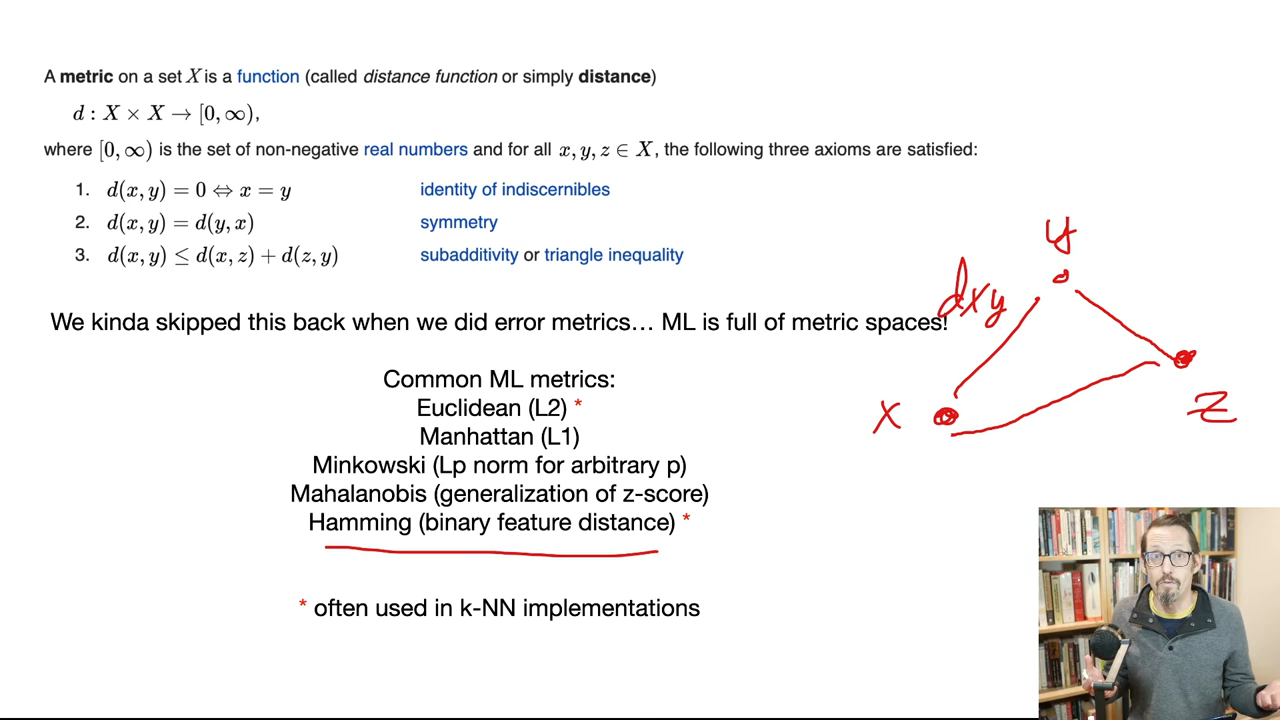 A metric on a set X is a function (called distance function or simply distance)
d : X × X → [0, ∞),
where [0, ∞) is the set of non-negative real numbers and for all x, y, z ∈ X, the following three axioms are satisfied:
1. d(x, y) = 0 ⇔ x = y identity of indiscernibles
2. d(x, y) = d(y, x) symmetry
3. d(x, y) ≤ d(x, z) + d(z, y) subadditivity or triangle inequality
y
dxy
We kinda skipped this back when we did error metrics... ML is full of metric spaces!
Common ML metrics:
Euclidean (L2) *
Manhattan (L1)
x
z
Minkowski (Lp norm for arbitrary p)
Mahalanobis (generalization of z-score)
Hamming (binary feature distance) *
* often used in k-NN implementations